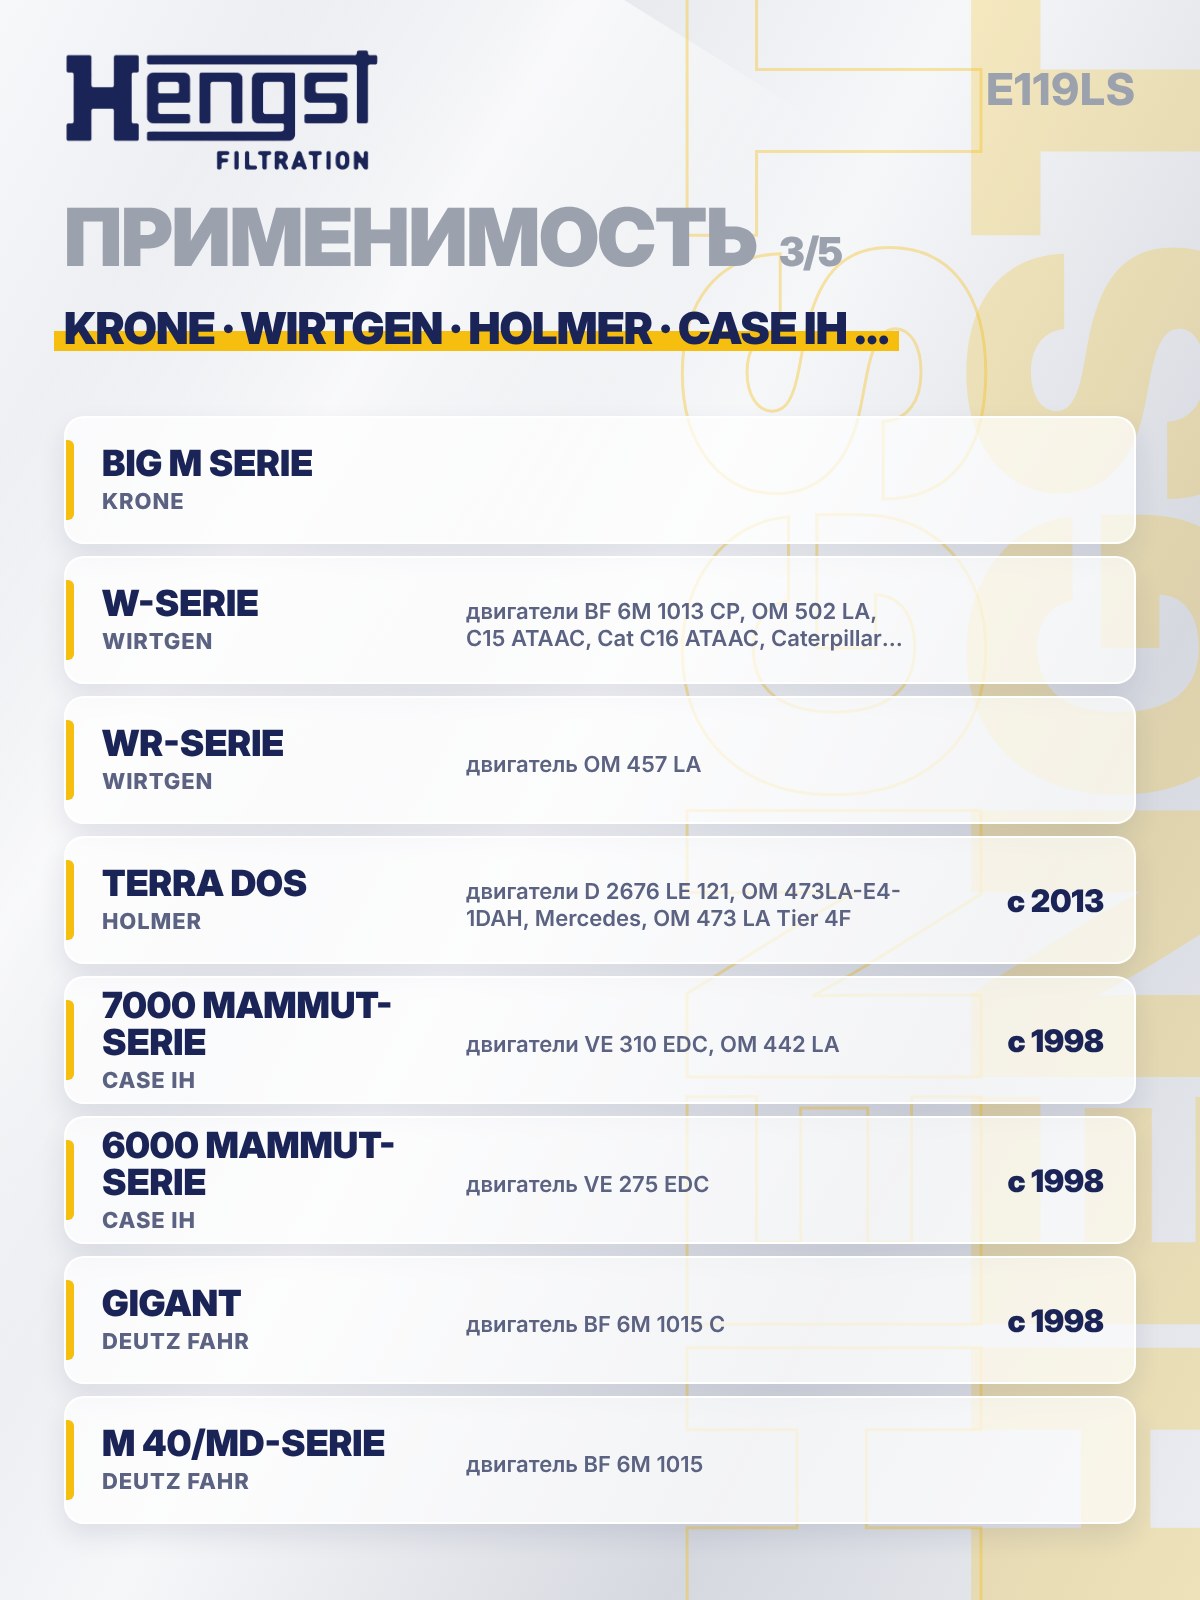 Hengst
FILTRATION
E119LS
ПРИМЕНИМОСТЬ 3/5
KRONE · WIRTGEN · HOLMER · CASE IH ...
BIG M SERIE
KRONE
W-SERIE
WIRTGEN
двигатели BF 6M 1013 CP, OM 502 LA,
C15 ATAAC, Cat C16 ATAAC, Caterpillar...
WR-SERIE
WIRTGEN
двигатель OM 457 LA
TERRA DOS
HOLMER
двигатели D 2676 LE 121, OM 473LA-E4-
1DAH, Mercedes, OM 473 LA Tier 4F
с 2013
7000 MAMMUT-
SERIE
CASE IH
двигатели VE 310 EDC, OM 442 LA
с 1998
6000 MAMMUT-
SERIE
CASE IH
двигатель VE 275 EDC
с 1998
GIGANT
DEUTZ FAHR
двигатель BF 6M 1015 C
с 1998
M 40/MD-SERIE
DEUTZ FAHR
двигатель BF 6M 1015
HENGST
HENGST